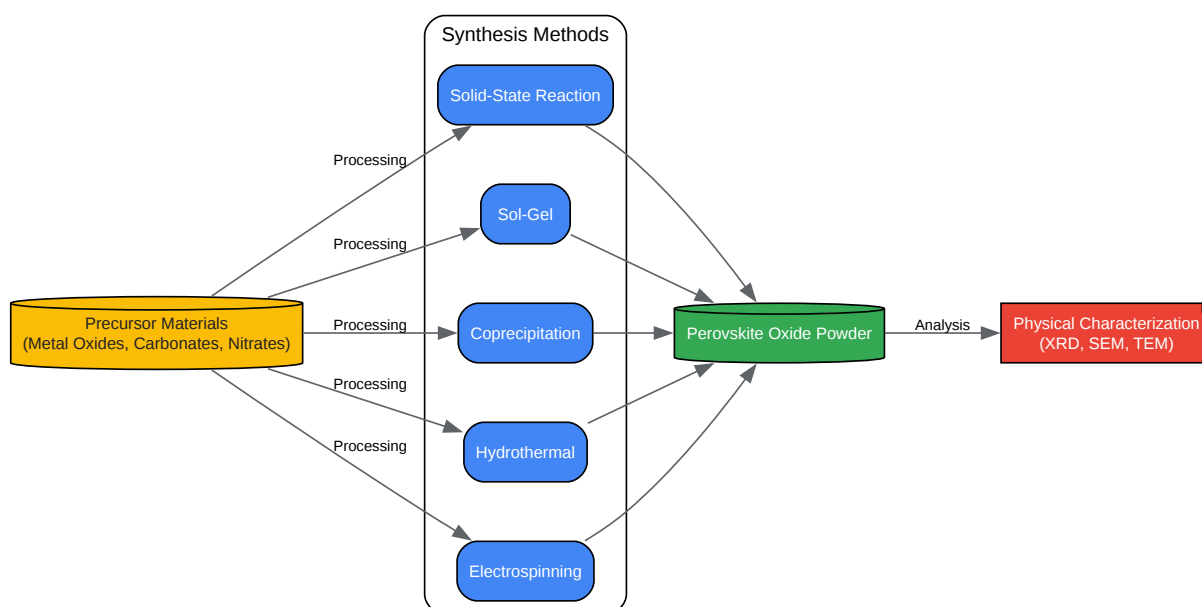 Synthesis Methods
Solid-State Reaction
Processing
Sol-Gel
Processing
Precursor Materials
(Metal Oxides, Carbonates, Nitrates)
Processing
Coprecipitation
Perovskite Oxide Powder
Analysis
Physical Characterization
(XRD, SEM, TEM)
Processing
Hydrothermal
Processing
Electrospinning